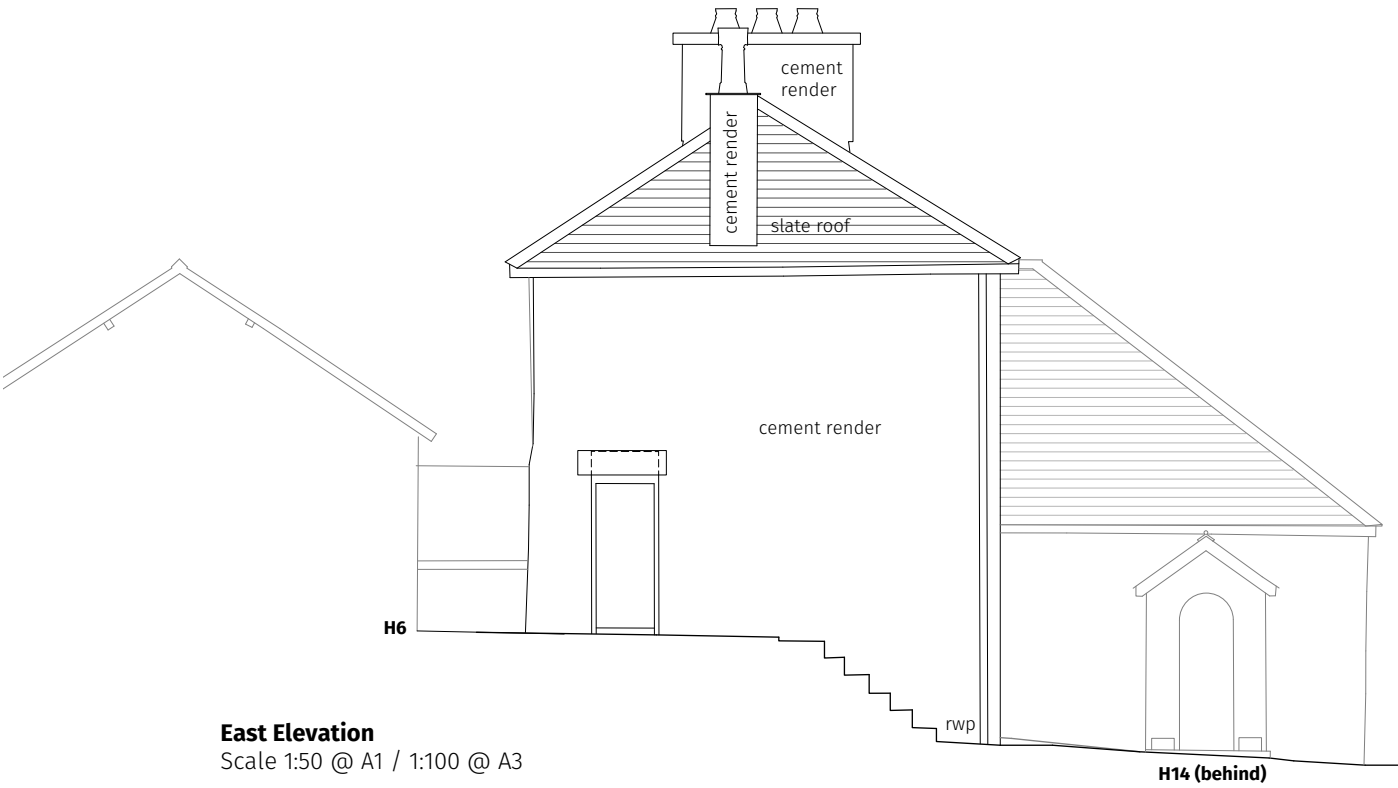 cement
render
cement render
slate roof
cement render
H6
rwp
East Elevation
Scale 1:50 @ A1 / 1:100 @ A3
H14 (behind)